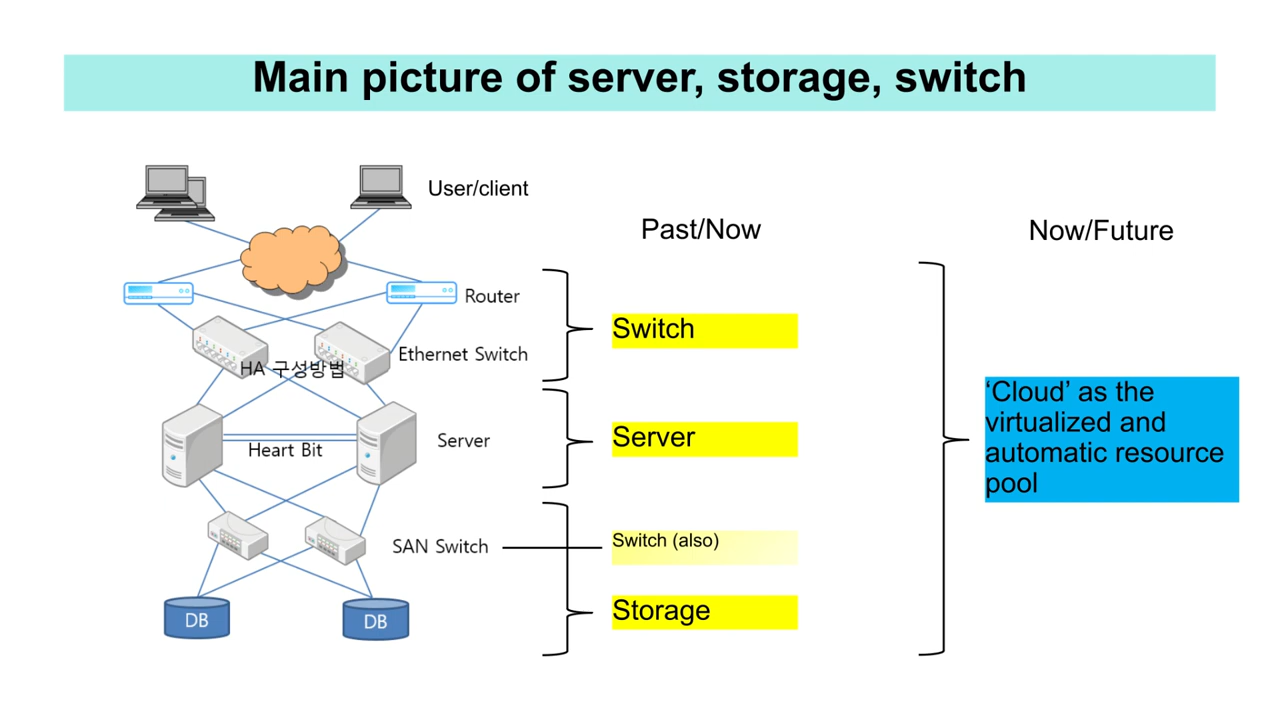 Main picture of server, storage, switch
User/client
Past/Now
Now/Future
Router
Switch
Ethernet Switch
HA 구성방법
‘Cloud’ as the
virtualized and
automatic resource
pool
Server
Heart Bit
Server
SAN Switch
Switch (also)
Storage
DB
DB